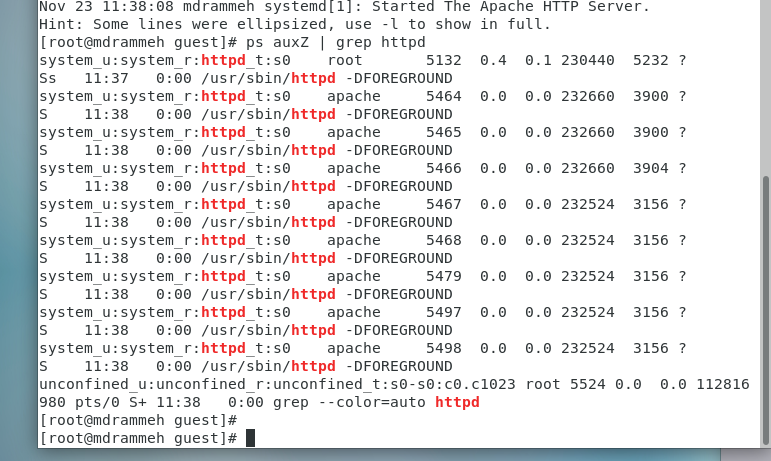 Nov 23 11:38:08 mdrammeh systemd[1]: Started The Apache HTTP Server.
Hint: Some lines were ellipsized, use -l to show in full.
[root@mdrammeh guest]# ps auxZ | grep httpd
system_u:system_r:httpd_t:s0    root       5132  0.4  0.1 230440  5232 ?
Ss   11:37   0:00 /usr/sbin/httpd -DFOREGROUND
system_u:system_r:httpd_t:s0    apache     5464  0.0  0.0 232660  3900 ?
S    11:38   0:00 /usr/sbin/httpd -DFOREGROUND
system_u:system_r:httpd_t:s0    apache     5465  0.0  0.0 232660  3900 ?
S    11:38   0:00 /usr/sbin/httpd -DFOREGROUND
system_u:system_r:httpd_t:s0    apache     5466  0.0  0.0 232660  3904 ?
S    11:38   0:00 /usr/sbin/httpd -DFOREGROUND
system_u:system_r:httpd_t:s0    apache     5467  0.0  0.0 232524  3156 ?
S    11:38   0:00 /usr/sbin/httpd -DFOREGROUND
system_u:system_r:httpd_t:s0    apache     5468  0.0  0.0 232524  3156 ?
S    11:38   0:00 /usr/sbin/httpd -DFOREGROUND
system_u:system_r:httpd_t:s0    apache     5479  0.0  0.0 232524  3156 ?
S    11:38   0:00 /usr/sbin/httpd -DFOREGROUND
system_u:system_r:httpd_t:s0    apache     5497  0.0  0.0 232524  3156 ?
S    11:38   0:00 /usr/sbin/httpd -DFOREGROUND
system_u:system_r:httpd_t:s0    apache     5498  0.0  0.0 232524  3156 ?
S    11:38   0:00 /usr/sbin/httpd -DFOREGROUND
unconfined_u:unconfined_r:unconfined_t:s0-s0:c0.c1023 root 5524 0.0  0.0 112816
980 pts/0 S+ 11:38   0:00 grep --color=auto httpd
[root@mdrammeh guest]#
[root@mdrammeh guest]#